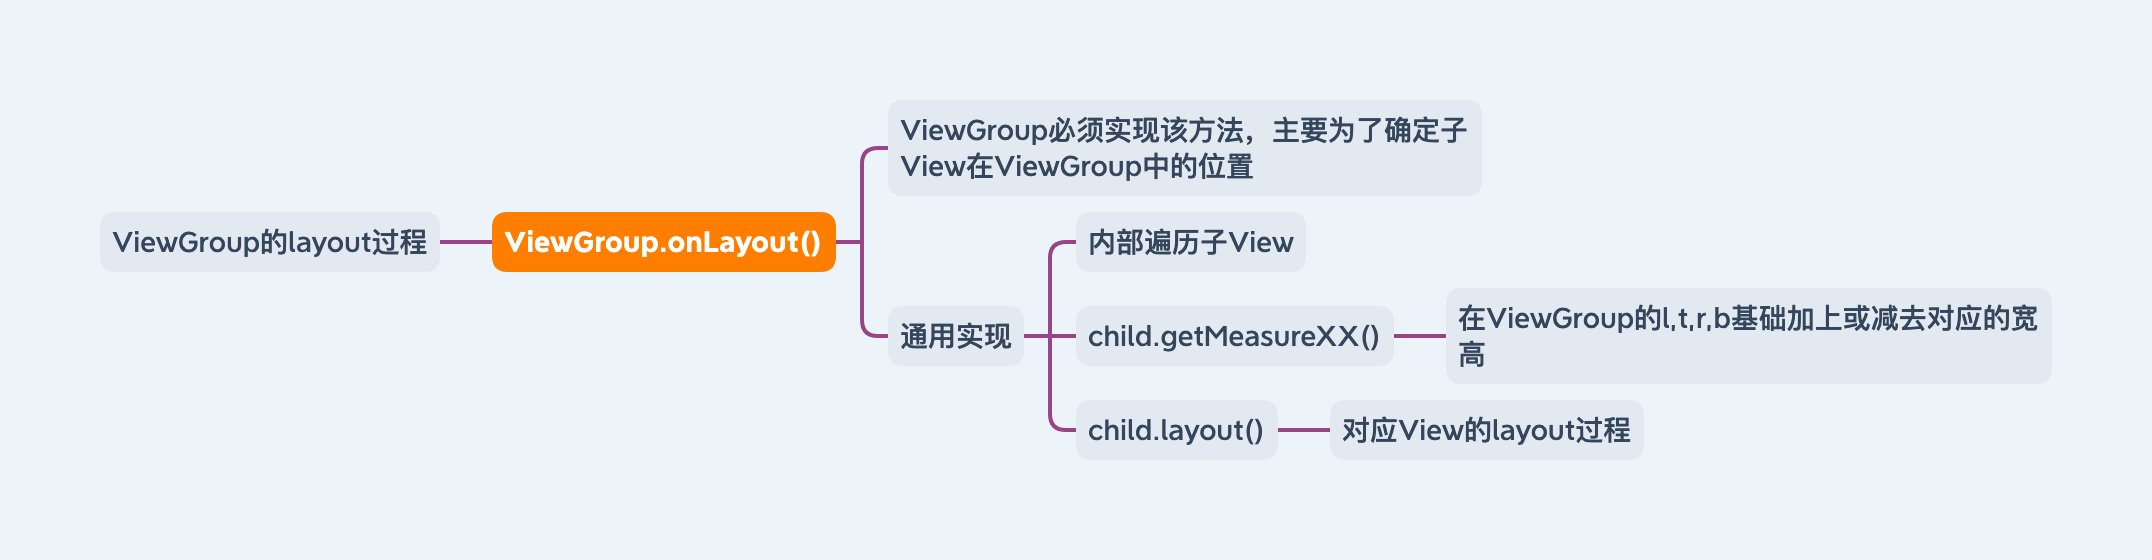 ViewGroup的layout过程
ViewGroup.onLayout()
ViewGroup必须实现该方法，主要为了确定子
View在ViewGroup中的位置
通用实现
内部遍历子View
child.getMeasureXX()
在ViewGroup的l,t,r,b基础加上或减去对应的宽
高
child.layout()
对应View的layout过程